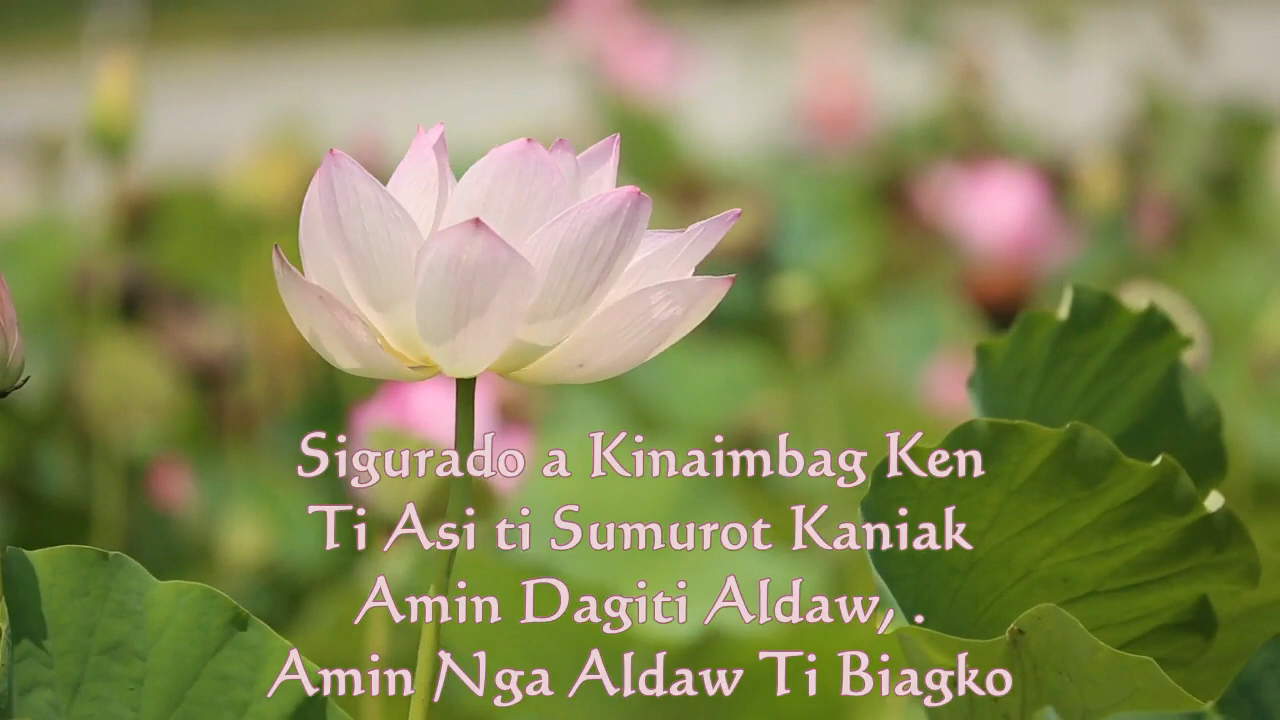 Sigurado a Kinaimbag Ken
Ti Asi ti Sumurot Kaniak
Amin Dagiti Aldaw, .
Amin Nga Aldaw Ti Biagko